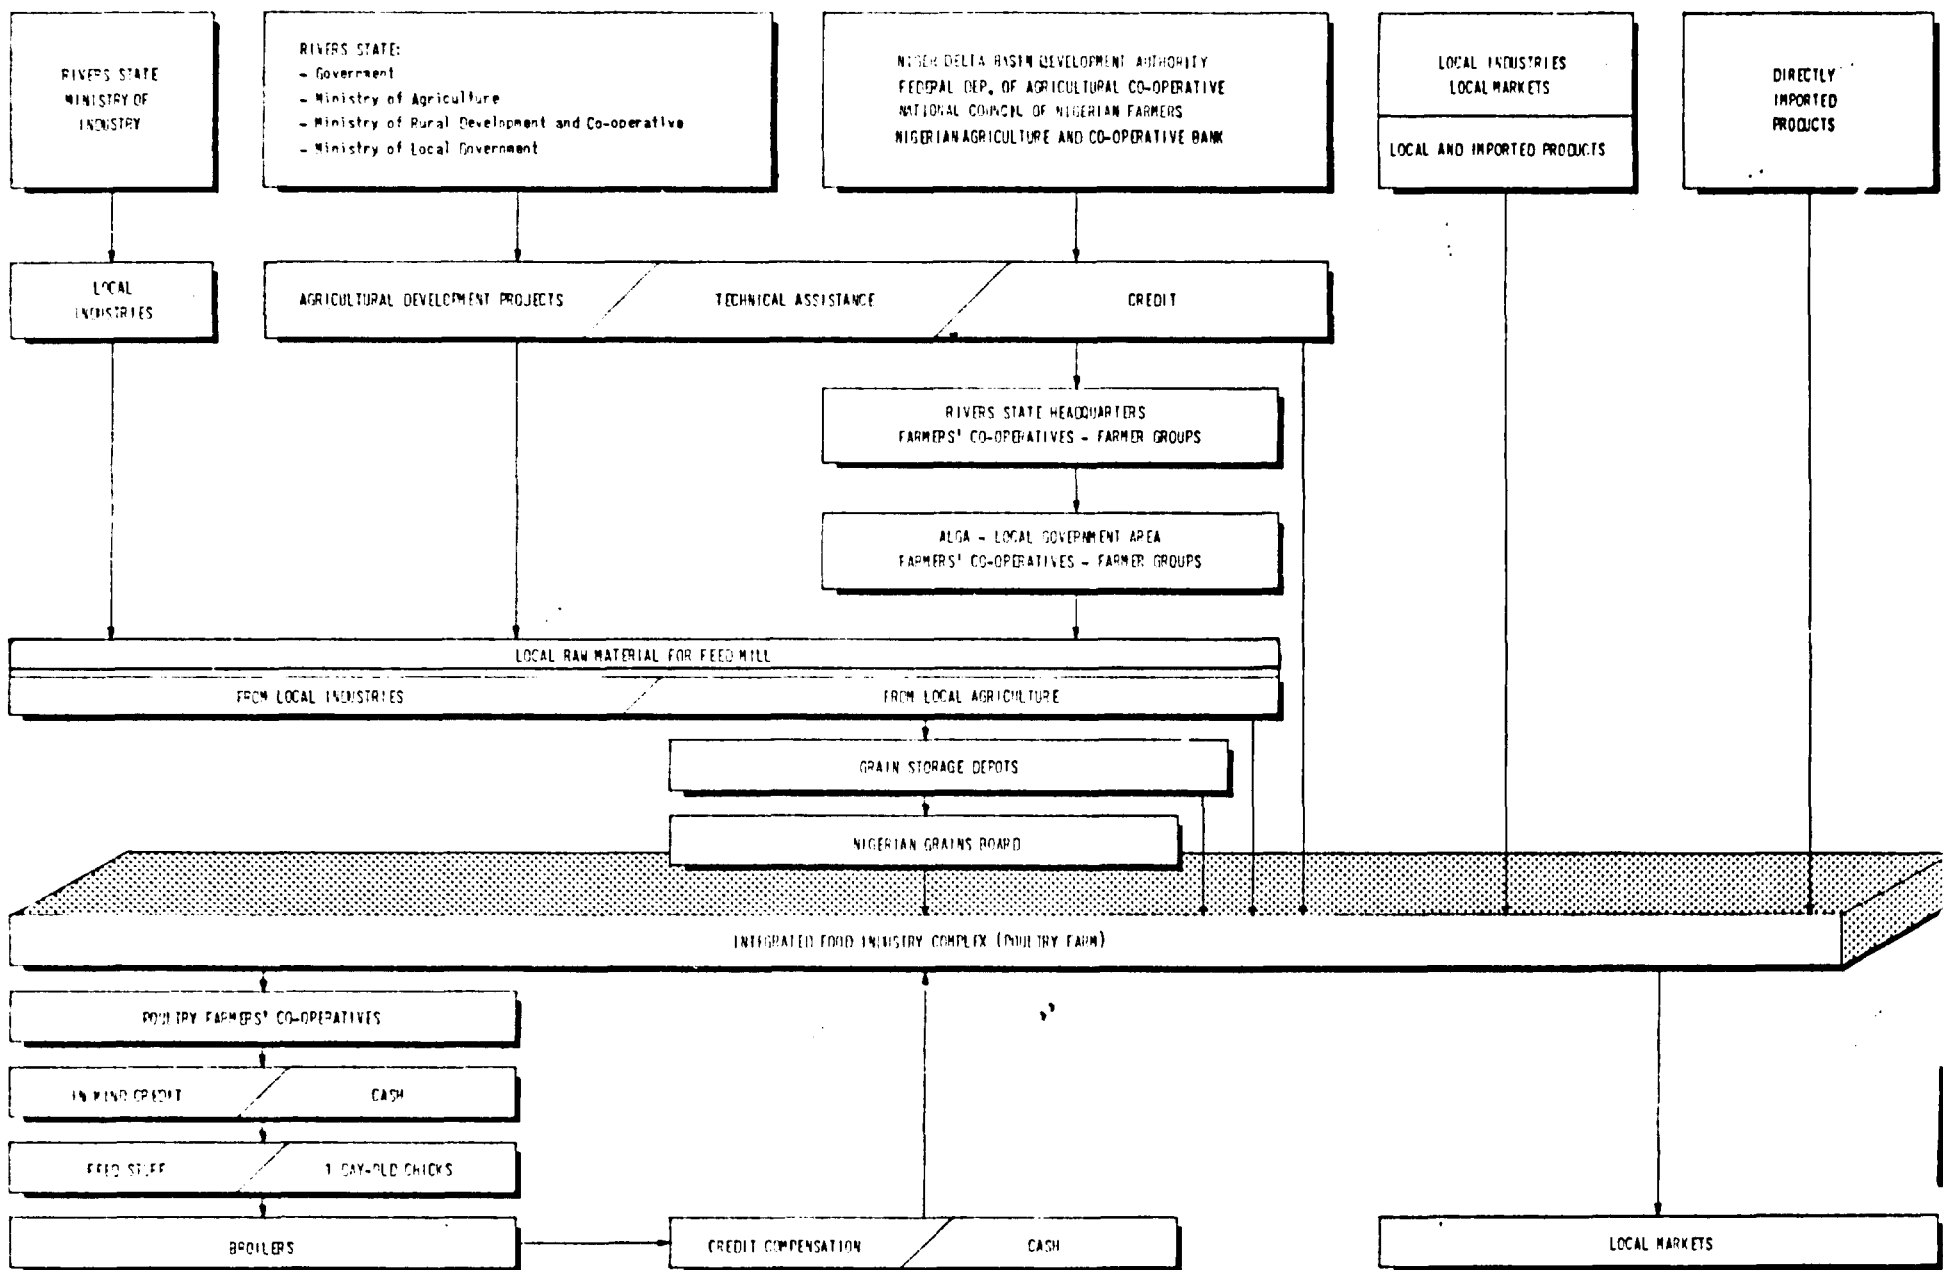 RIVERS STATE
MINISTRY OF
INDUSTRY
RIVERS STATE:
- Government
- Ministry of Agriculture
- Ministry of Rural Development and Co-operative
- Ministry of Local Government
NIGER DELTA BASIN DEVELOPMENT AUTHORITY
FEDERAL DEP. OF AGRICULTURAL CO-OPERATIVE
NATIONAL COUNCIL OF NIGERIAN FARMERS
NIGERIAN AGRICULTURE AND CO-OPERATIVE BANK
LOCAL INDUSTRIES
LOCAL MARKETS
LOCAL AND IMPORTED PRODUCTS
DIRECTLY
IMPORTED
PRODUCTS
LOCAL
INDUSTRIES
AGRICULTURAL DEVELOPMENT PROJECTS
TECHNICAL ASSISTANCE
CREDIT
RIVERS STATE HEADQUARTERS
FARMERS' CO-OPERATIVES - FARMER GROUPS
ALGA - LOCAL GOVERNMENT AREA
FARMERS' CO-OPERATIVES - FARMER GROUPS
LOCAL RAW MATERIAL FOR FEED MILL
FROM LOCAL INDUSTRIES
FROM LOCAL AGRICULTURE
GRAIN STORAGE DEPOTS
NIGERIAN GRAINS BOARD
INTEGRATED FOOD INDUSTRY COMPLEX (POULTRY FARM)
POULTRY FARMERS' CO-OPERATIVES
IN KIND CREDIT
CASH
FEED STUFF
1 DAY-OLD CHICKS
BROILERS
CREDIT COMPENSATION
CASH
LOCAL MARKETS